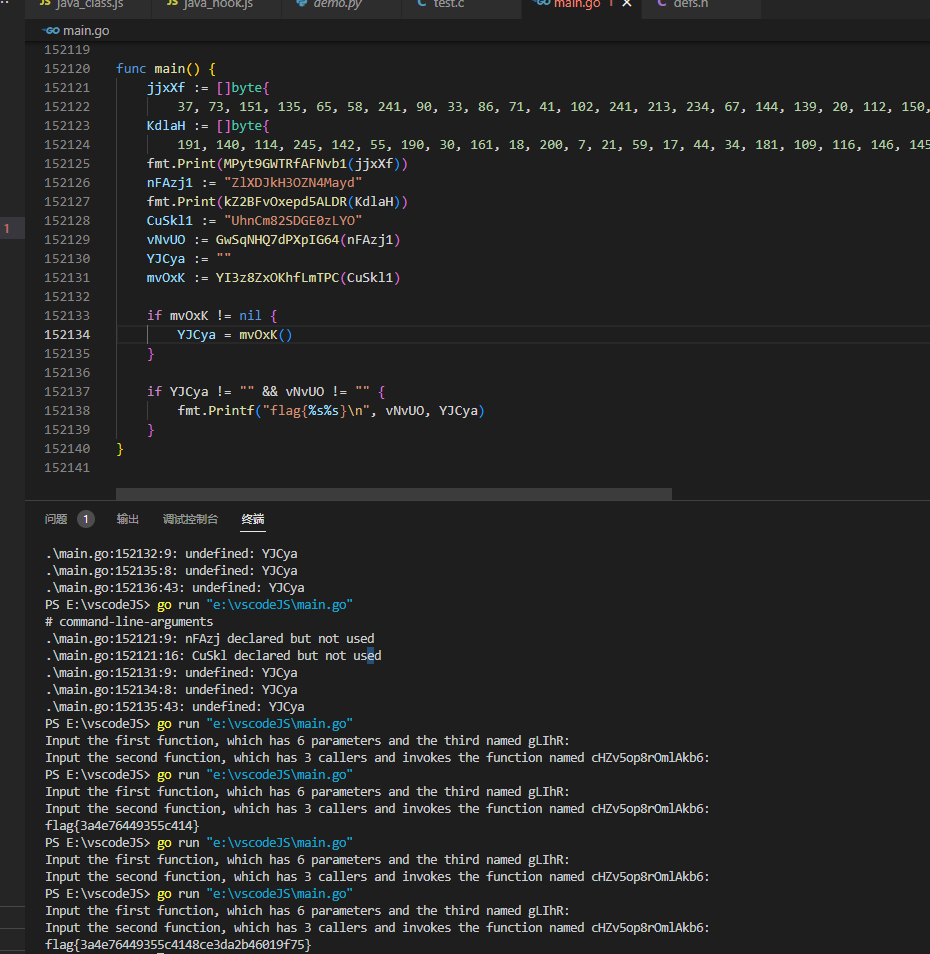 java_class.js java_hook.js demo.py test.c main.go 1 defs.h
main.go
152119
152120 func main() {
152121 jjxXf := []byte{
152122 37, 73, 151, 135, 65, 58, 241, 90, 33, 86, 71, 41, 102, 241, 213, 234, 67, 144, 139, 20, 112, 150,
152123 KdlaH := []byte{
152124 191, 140, 114, 245, 142, 55, 190, 30, 161, 18, 200, 7, 21, 59, 17, 44, 34, 181, 109, 116, 146, 145
152125 fmt.Print(MPyt9GWTRfAFNvb1(jjxXf))
152126 nFAzj1 := "ZlXDJkH3OZN4Mayd"
152127 fmt.Print(kZ2BFvOxepd5ALDR(KdlaH))
152128 CuSkl1 := "UhnCm82SDGE0zLYO"
152129 vNvUO := GwSqNHQ7dPXpIG64(nFAzj1)
152130 YJCya := ""
152131 mvOxK := YI3z8ZxOKhfLmTPC(CuSkl1)
152132
152133 if mvOxK != nil {
152134 YJCya = mvOxK()
152135 }
152136
152137 if YJCya != "" && vNvUO != "" {
152138 fmt.Printf("flag{%s%s}\n", vNvUO, YJCya)
152139 }
152140 }
152141
1
问题 1 输出 调试控制台 终端
.\main.go:152132:9: undefined: YJCya
.\main.go:152135:8: undefined: YJCya
.\main.go:152136:43: undefined: YJCya
PS E:\vscodeJS> go run "e:\vscodeJS\main.go"
# command-line-arguments
.\main.go:152121:9: nFAzj declared but not used
.\main.go:152121:16: CuSkl declared but not used
.\main.go:152131:9: undefined: YJCya
.\main.go:152134:8: undefined: YJCya
.\main.go:152135:43: undefined: YJCya
PS E:\vscodeJS> go run "e:\vscodeJS\main.go"
Input the first function, which has 6 parameters and the third named gLIhR:
Input the second function, which has 3 callers and invokes the function named cHZv5op8rOmlAkb6:
PS E:\vscodeJS> go run "e:\vscodeJS\main.go"
Input the first function, which has 6 parameters and the third named gLIhR:
Input the second function, which has 3 callers and invokes the function named cHZv5op8rOmlAkb6:
flag{3a4e76449355c414}
PS E:\vscodeJS> go run "e:\vscodeJS\main.go"
Input the first function, which has 6 parameters and the third named gLIhR:
Input the second function, which has 3 callers and invokes the function named cHZv5op8rOmlAkb6:
PS E:\vscodeJS> go run "e:\vscodeJS\main.go"
Input the first function, which has 6 parameters and the third named gLIhR:
Input the second function, which has 3 callers and invokes the function named cHZv5op8rOmlAkb6:
flag{3a4e76449355c4148ce3da2b46019f75}